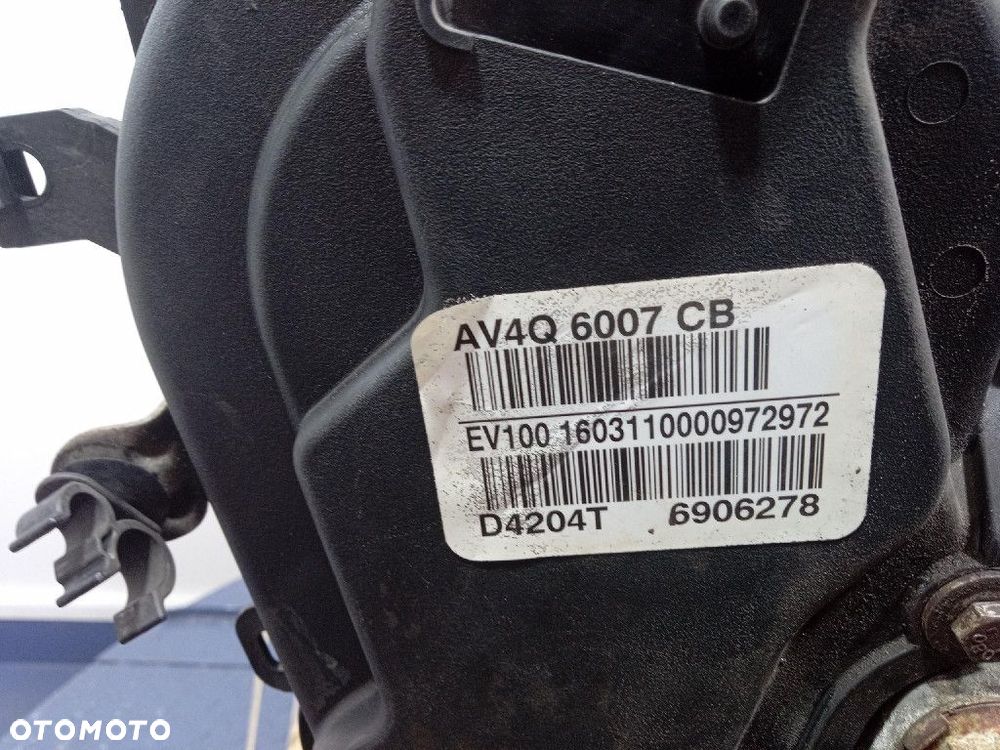 AV4Q 6007 CB
EV100 1603110000972972
D4204T 6906278
OTOMOTO